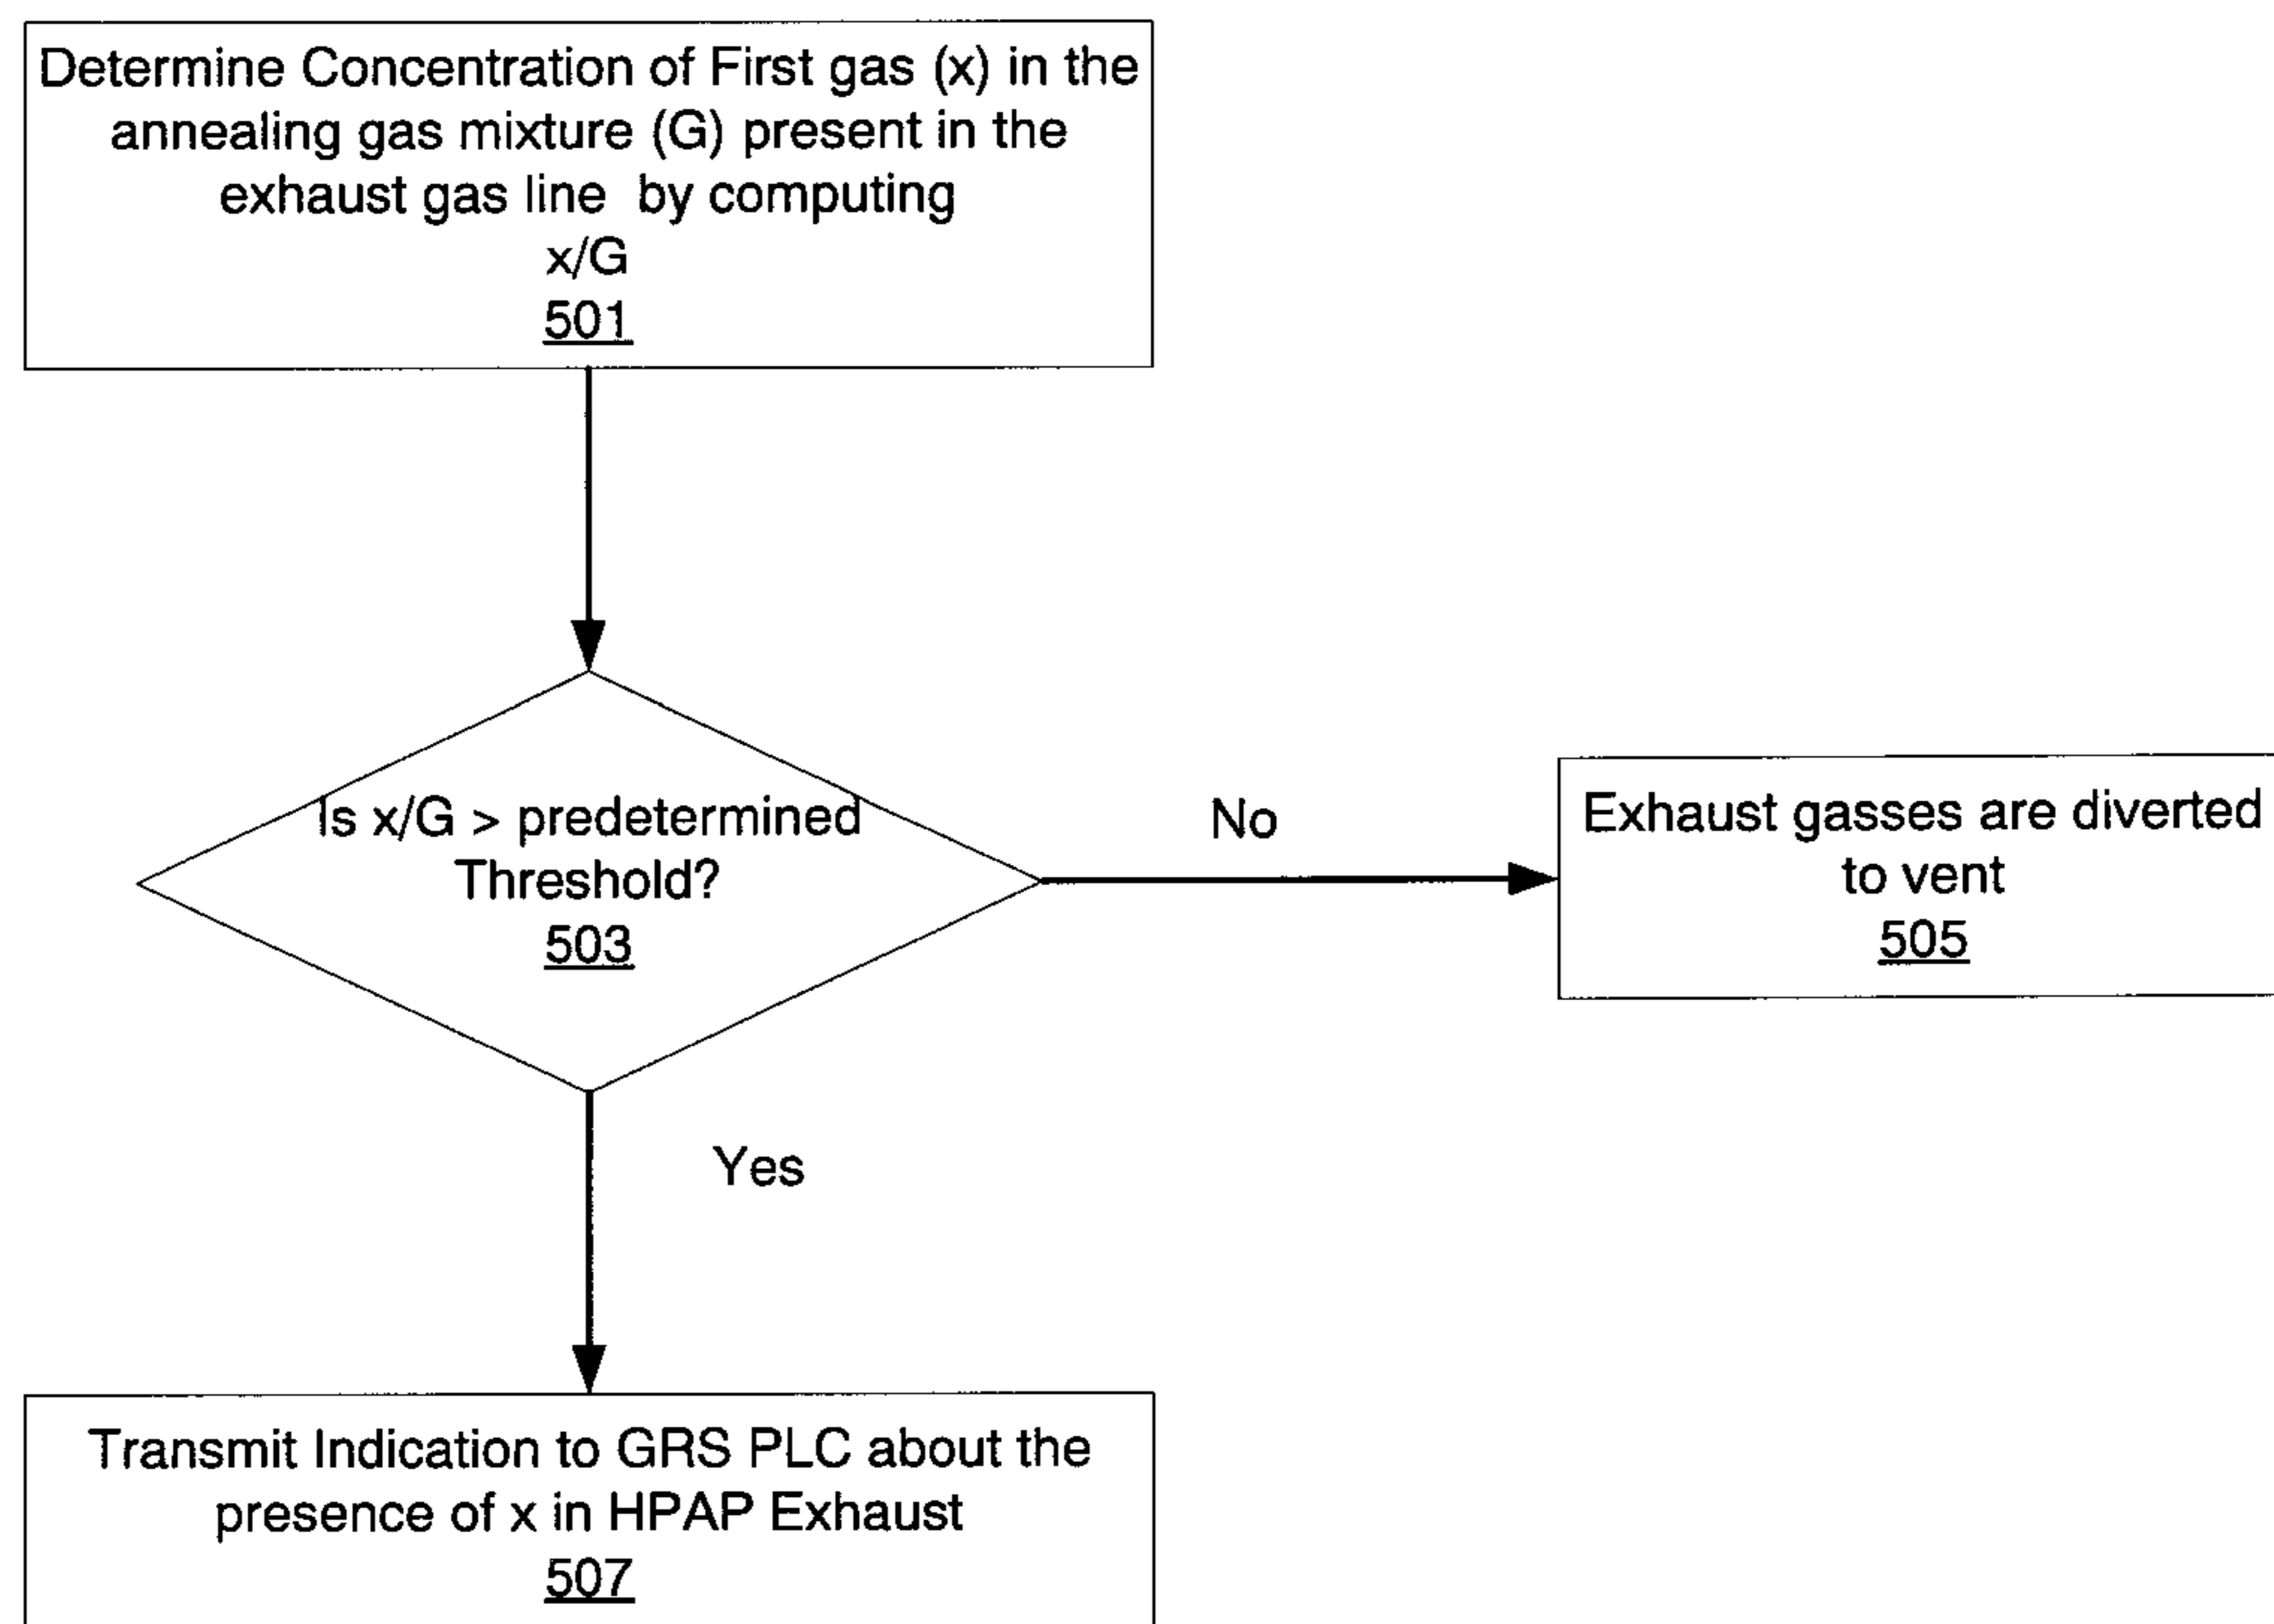 Determine Concentration of First gas (x) in the
annealing gas mixture (G) present in the
exhaust gas line by computing
x/G
501
Is x/G > predetermined
Threshold?
503
No
Exhaust gasses are diverted
to vent
505
Yes
Transmit Indication to GRS PLC about the
presence of x in HPAP Exhaust
507